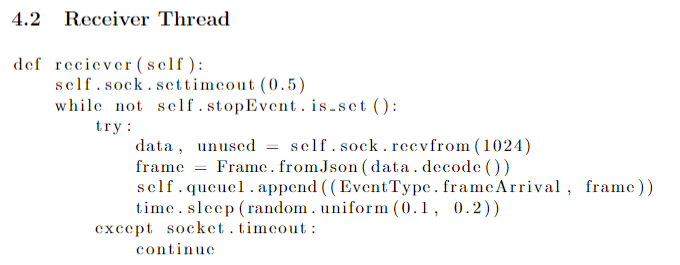 4.2 Receiver Thread
def reciever(self):
self.sock.settimeout(0.5)
while not self.stopEvent.is_set():
try:
data, unused = self.sock.recvfrom(1024)
frame = Frame.fromJson(data.decode())
self.queue1.append((EventType.frameArrival, frame))
time.sleep(random.uniform(0.1, 0.2))
except socket.timeout:
continue